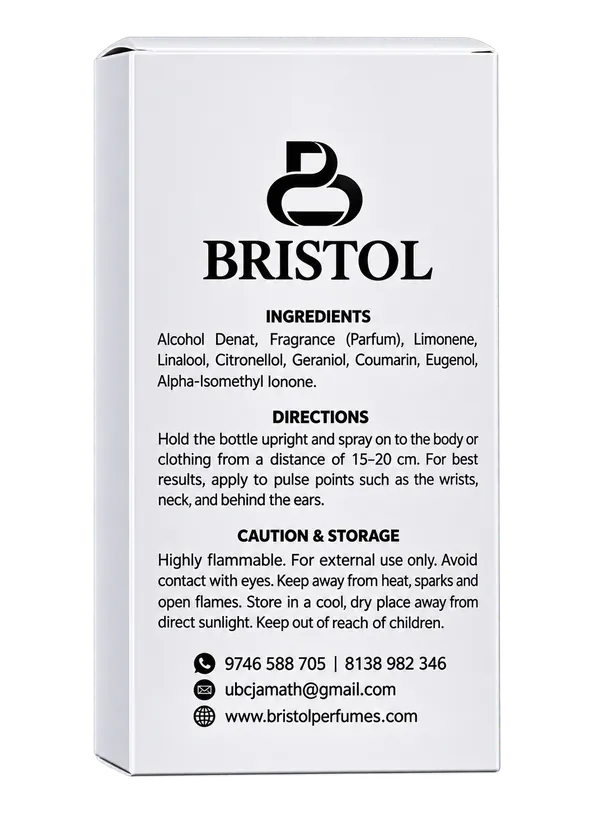 BRISTOL
INGREDIENTS
Alcohol Denat, Fragrance (Parfum), Limonene,
Linalool, Citronellol, Geraniol, Coumarin, Eugenol,
Alpha-Isomethyl Ionone.
DIRECTIONS
Hold the bottle upright and spray on to the body or
clothing from a distance of 15–20 cm. For best
results, apply to pulse points such as the wrists,
neck, and behind the ears.
CAUTION & STORAGE
Highly flammable. For external use only. Avoid
contact with eyes. Keep away from heat, sparks and
open flames. Store in a cool, dry place away from
direct sunlight. Keep out of reach of children.
9746 588 705 | 8138 982 346
ubcjamath@gmail.com
www.bristolperfumes.com